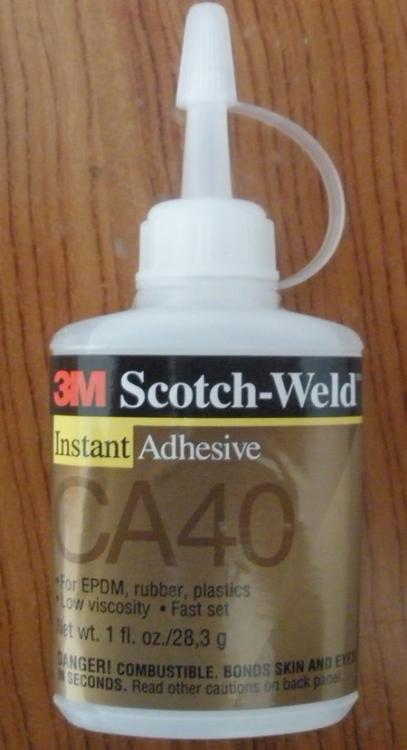 3M Scotch-Weld™
Instant Adhesive
CA40
•For EPDM, rubber, plastics
•Low viscosity • Fast set
Net wt. 1 fl. oz./28,3 g
DANGER! COMBUSTIBLE. BONDS SKIN AND EYES
IN SECONDS. Read other cautions on back panel.